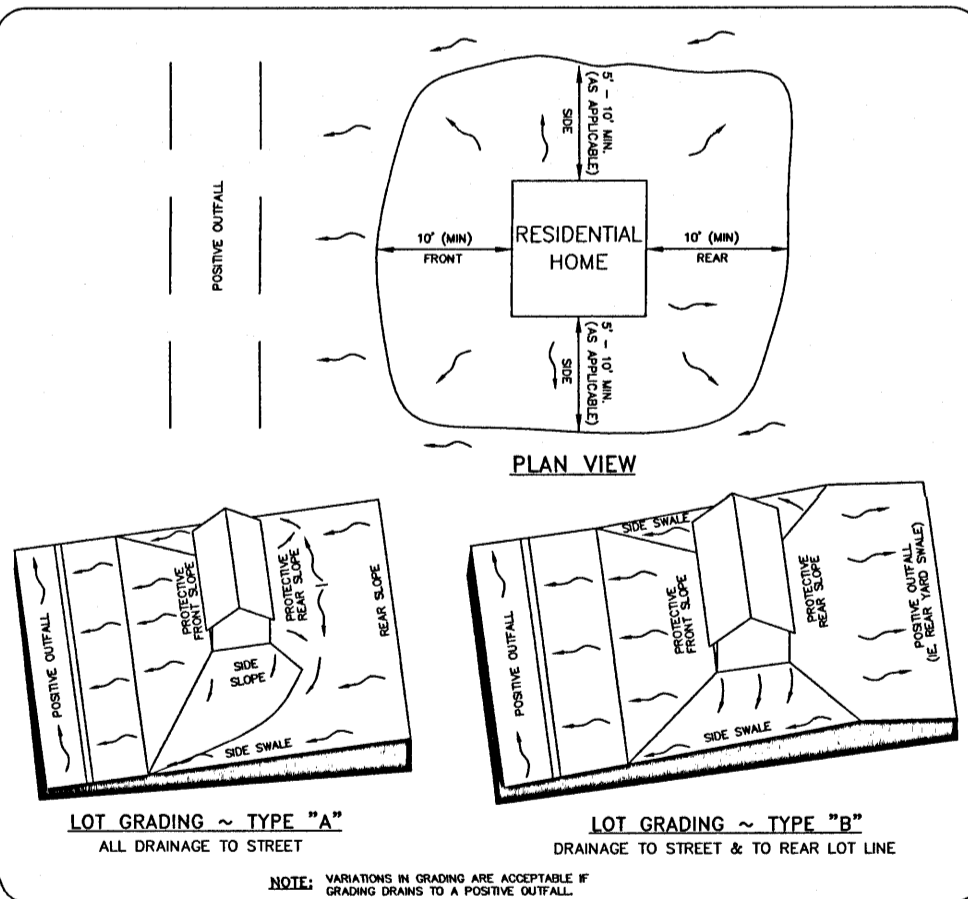 5' - 10' MIN.
(AS APPLICABLE)
SIDE
POSITIVE OUTFALL
10' (MIN)
FRONT
RESIDENTIAL
HOME
10' (MIN)
REAR
5' - 10' MIN.
(AS APPLICABLE)
SIDE
PLAN VIEW
POSITIVE OUTFALL
PROTECTIVE
FRONT SLOPE
PROTECTIVE
REAR SLOPE
REAR SLOPE
SIDE
SLOPE
SIDE SWALE
LOT GRADING ~ TYPE "A"
ALL DRAINAGE TO STREET
SIDE SWALE
POSITIVE OUTFALL
PROTECTIVE
FRONT SLOPE
PROTECTIVE
REAR SLOPE
POSITIVE OUTFALL
(IE. REAR YARD SWALE)
SIDE SWALE
LOT GRADING ~ TYPE "B"
DRAINAGE TO STREET & TO REAR LOT LINE
NOTE: VARIATIONS IN GRADING ARE ACCEPTABLE IF
GRADING DRAINS TO A POSITIVE OUTFALL.